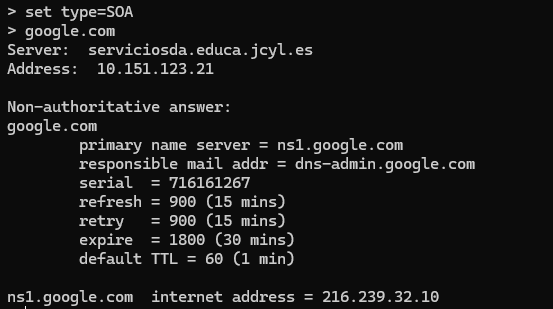 > set type=SOA
> google.com
Server:  serviciosda.educa.jcyl.es
Address:  10.151.123.21

Non-authoritative answer:
google.com
        primary name server = ns1.google.com
        responsible mail addr = dns-admin.google.com
        serial  = 716161267
        refresh = 900 (15 mins)
        retry   = 900 (15 mins)
        expire  = 1800 (30 mins)
        default TTL = 60 (1 min)

ns1.google.com  internet address = 216.239.32.10